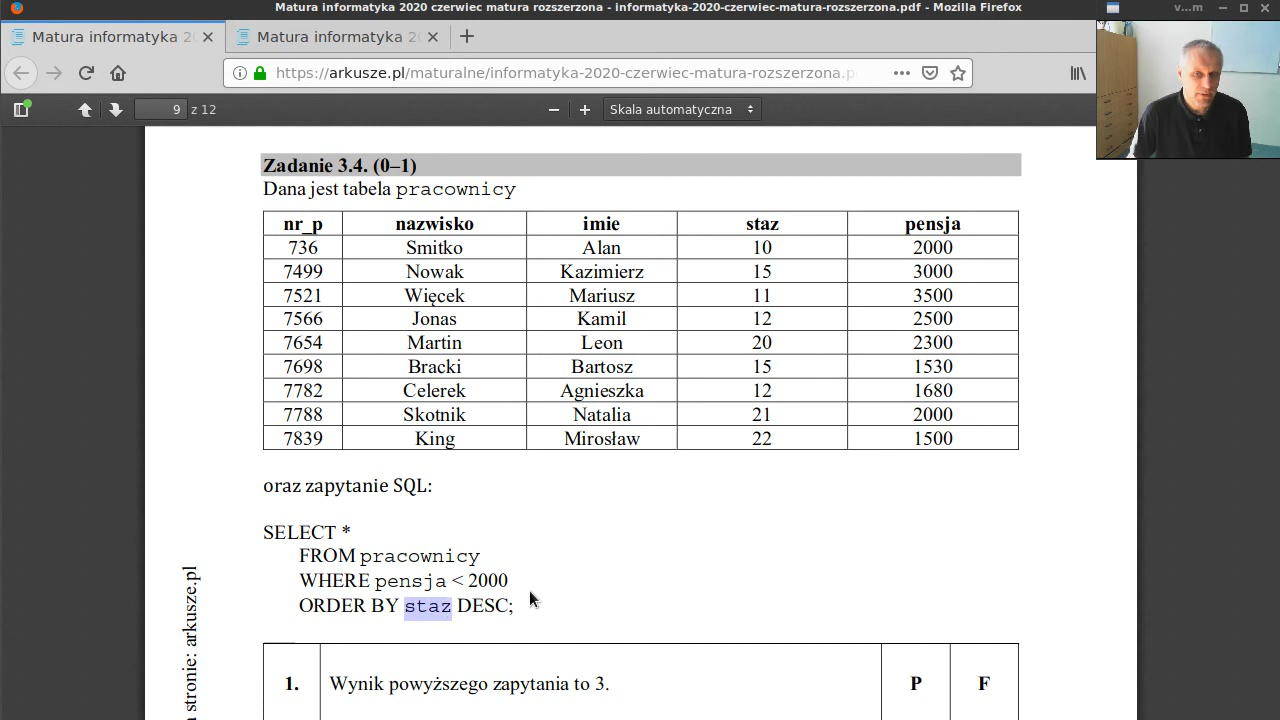 Matura informatyka 2020 czerwiec matura rozszerzona - informatyka-2020-czerwiec-matura-rozszerzona.pdf - Mozilla Firefox
v...m
Matura informatyka 2
Matura informatyka 2
https://arkusze.pl/maturalne/informatyka-2020-czerwiec-matura-rozszerzona.p
9 z 12
Skala automatyczna
Zadanie 3.4. (0–1)
Dana jest tabela pracownicy
nr_p nazwisko imie staz pensja
736 Smitko Alan 10 2000
7499 Nowak Kazimierz 15 3000
7521 Więcek Mariusz 11 3500
7566 Jonas Kamil 12 2500
7654 Martin Leon 20 2300
7698 Bracki Bartosz 15 1530
7782 Celerek Agnieszka 12 1680
7788 Skotnik Natalia 21 2000
7839 King Mirosław 22 1500
oraz zapytanie SQL:
SELECT *
FROM pracownicy
WHERE pensja < 2000
ORDER BY staz DESC;
1. Wynik powyższego zapytania to 3. P F
stronie: arkusze.pl